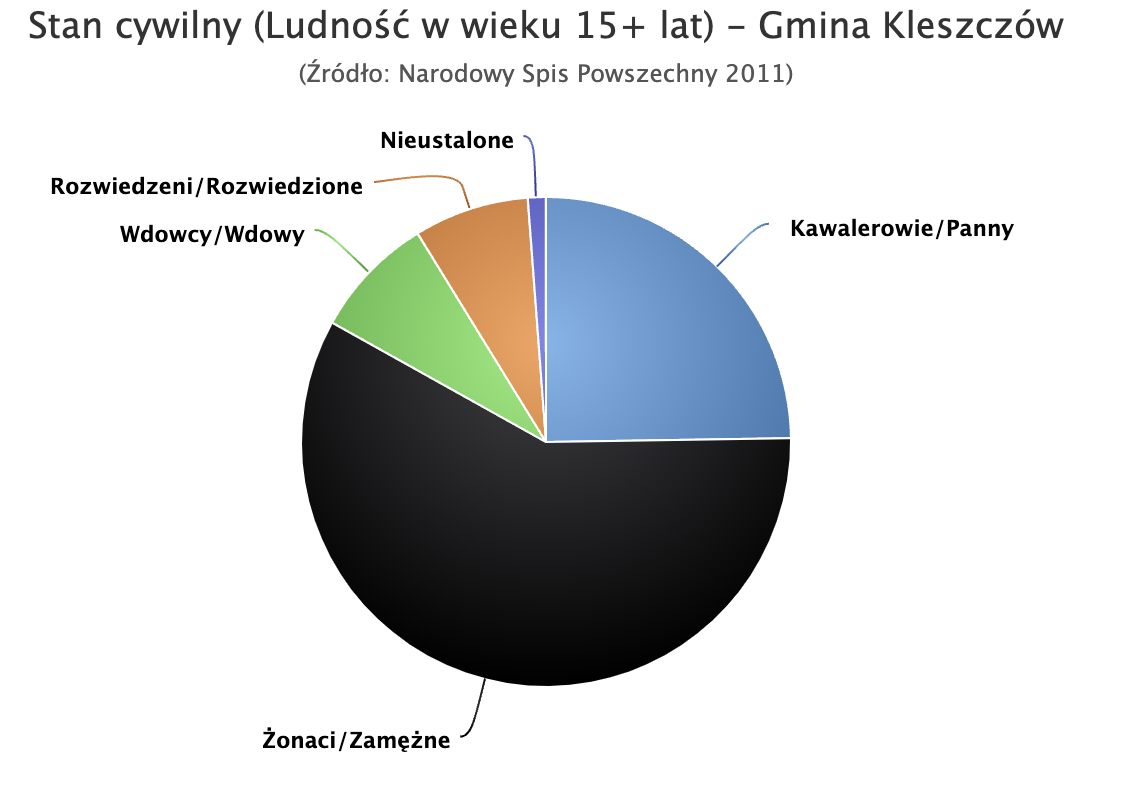 Stan cywilny (Ludność w wieku 15+ lat) – Gmina Kleszczów
(Źródło: Narodowy Spis Powszechny 2011)
Nieustalone
Rozwiedzeni/Rozwiedzione
Kawalerowie/Panny
Wdowcy/Wdowy
Żonaci/Zamężne